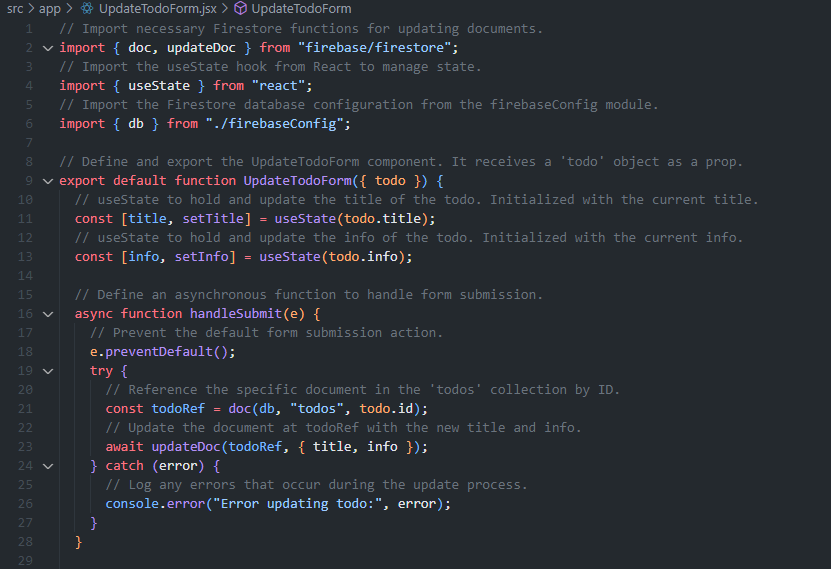 src > app > UpdateTodoForm.jsx > UpdateTodoForm
1 // Import necessary Firestore functions for updating documents.
2 import { doc, updateDoc } from "firebase/firestore";
3 // Import the useState hook from React to manage state.
4 import { useState } from "react";
5 // Import the Firestore database configuration from the firebaseConfig module.
6 import { db } from "./firebaseConfig";
7
8 // Define and export the UpdateTodoForm component. It receives a 'todo' object as a prop.
9 export default function UpdateTodoForm({ todo }) {
10   // useState to hold and update the title of the todo. Initialized with the current title.
11   const [title, setTitle] = useState(todo.title);
12   // useState to hold and update the info of the todo. Initialized with the current info.
13   const [info, setInfo] = useState(todo.info);
14
15   // Define an asynchronous function to handle form submission.
16   async function handleSubmit(e) {
17     // Prevent the default form submission action.
18     e.preventDefault();
19     try {
20       // Reference the specific document in the 'todos' collection by ID.
21       const todoRef = doc(db, "todos", todo.id);
22       // Update the document at todoRef with the new title and info.
23       await updateDoc(todoRef, { title, info });
24     } catch (error) {
25       // Log any errors that occur during the update process.
26       console.error("Error updating todo:", error);
27     }
28   }
29